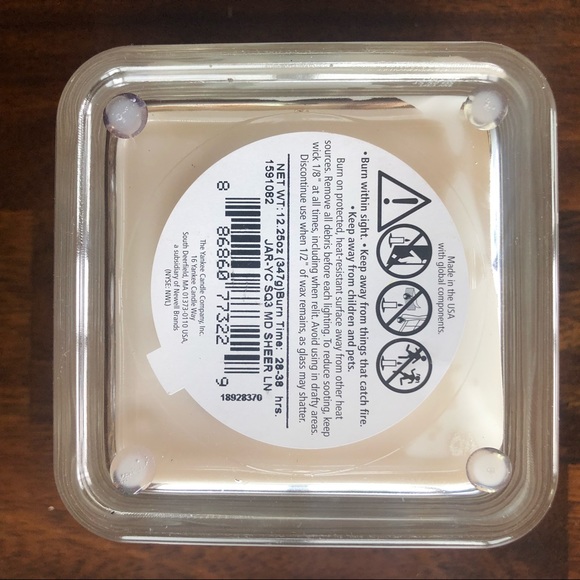 Made in the USA
with global components.
• Burn within sight. • Keep away from things that catch fire.
• Keep away from children and pets.
Burn on protected, heat-resistant surface away from other heat
sources. Remove all debris before each lighting. To reduce sooting, keep
wick 1/8" at all times, including when relit. Avoid using in drafty areas.
Discontinue use when 1/2" of wax remains, as glass may shatter.
NET WT:12.25oz (347g)Burn Time: 28-38 hrs.
1591082 JAR-YC SQ3 MD SHEER LN
8 86860 77322 9
18928370
The Yankee Candle Company, Inc.
16 Yankee Candle Way
South Deerfield, MA 01373-0110 USA,
a subsidiary of Newell Brands
(NYSE: NWL)